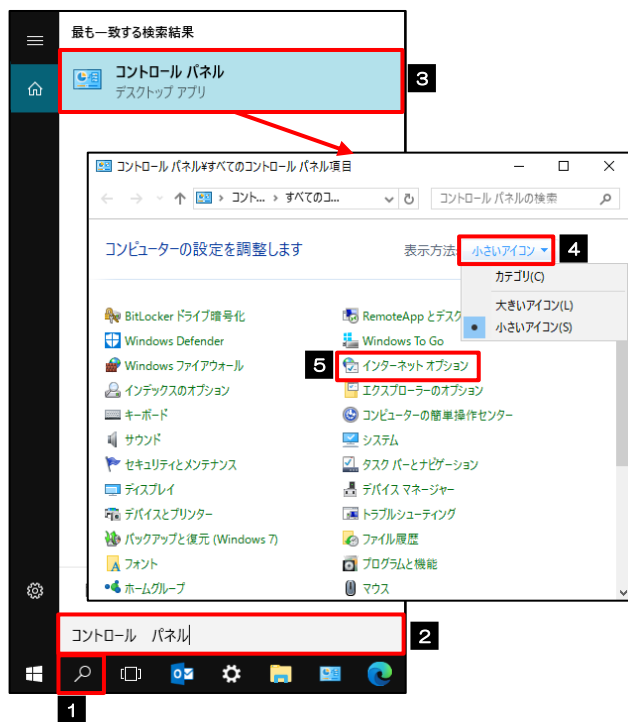 最も一致する検索結果
コントロール パネル
デスクトップ アプリ
3
コントロール パネル¥すべてのコントロール パネル項目
コント... › すべてのコ...
コントロール パネルの検索
コンピューターの設定を調整します
表示方法:
小さいアイコン
4
カテゴリ(C)
大きいアイコン(L)
小さいアイコン(S)
BitLocker ドライブ暗号化
RemoteApp とデスク
Windows Defender
Windows To Go
Windows ファイアウォール
5
インターネット オプション
インデックスのオプション
エクスプローラーのオプション
キーボード
コンピューターの簡単操作センター
サウンド
システム
セキュリティとメンテナンス
タスク バーとナビゲーション
ディスプレイ
デバイス マネージャー
デバイスとプリンター
トラブルシューティング
バックアップと復元 (Windows 7)
ファイル履歴
フォント
プログラムと機能
ホームグループ
マウス
コントロール　パネル
2
1